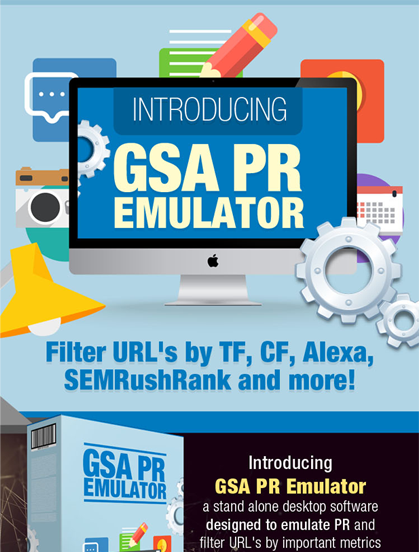 INTRODUCING
GSA PR
EMULATOR
Filter URL's by TF, CF, Alexa,
SEMRushRank and more!
GSA PR
EMULATOR
Introducing
GSA PR Emulator
a stand alone desktop software
designed to emulate PR and
filter URL's by important metrics